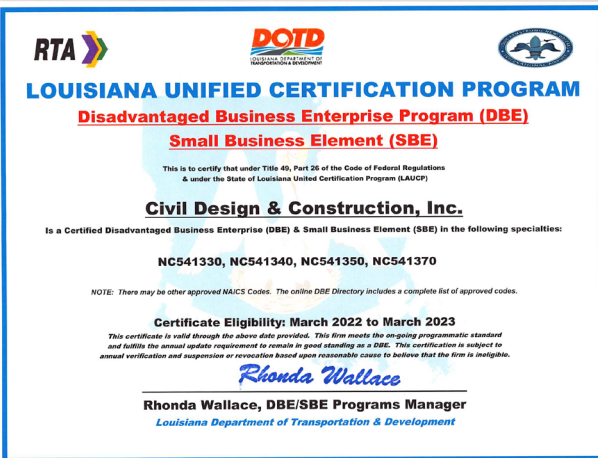 RTA
DOTD
LOUISIANA DEPARTMENT OF
TRANSPORTATION & DEVELOPMENT
LOUISIANA UNIFIED CERTIFICATION PROGRAM
Disadvantaged Business Enterprise Program (DBE)
Small Business Element (SBE)
This is to certify that under Title 49, Part 26 of the Code of Federal Regulations
& under the State of Louisiana United Certification Program (LAUCP)
Civil Design & Construction, Inc.
Is a Certified Disadvantaged Business Enterprise (DBE) & Small Business Element (SBE) in the following specialties:
NC541330, NC541340, NC541350, NC541370
NOTE: There may be other approved NAICS Codes. The online DBE Directory includes a complete list of approved codes.
Certificate Eligibility: March 2022 to March 2023
This certificate is valid through the above date provided. This firm meets the on-going programmatic standard
and fulfills the annual update requirement to remain in good standing as a DBE. This certification is subject to
annual verification and suspension or revocation based upon reasonable cause to believe that the firm is ineligible.
Rhonda Wallace
Rhonda Wallace, DBE/SBE Programs Manager
Louisiana Department of Transportation & Development